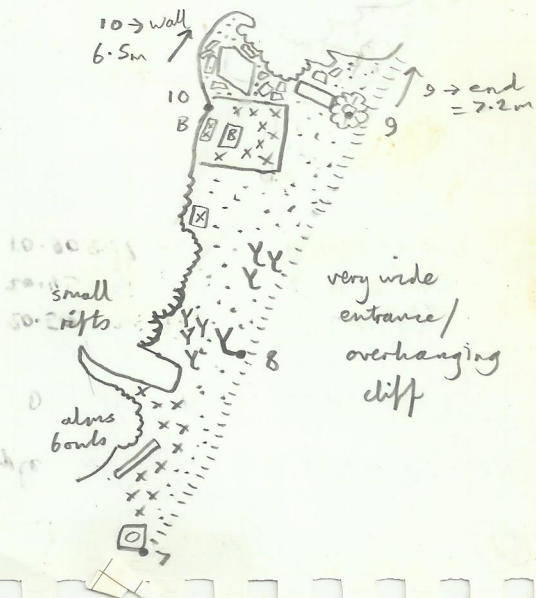 10 → wall
6.5m
9 → end
= 7.2m
10
B
B
9
very wide
entrance/
overhanging
cliff
small
rifts
8
alms
bowls
7